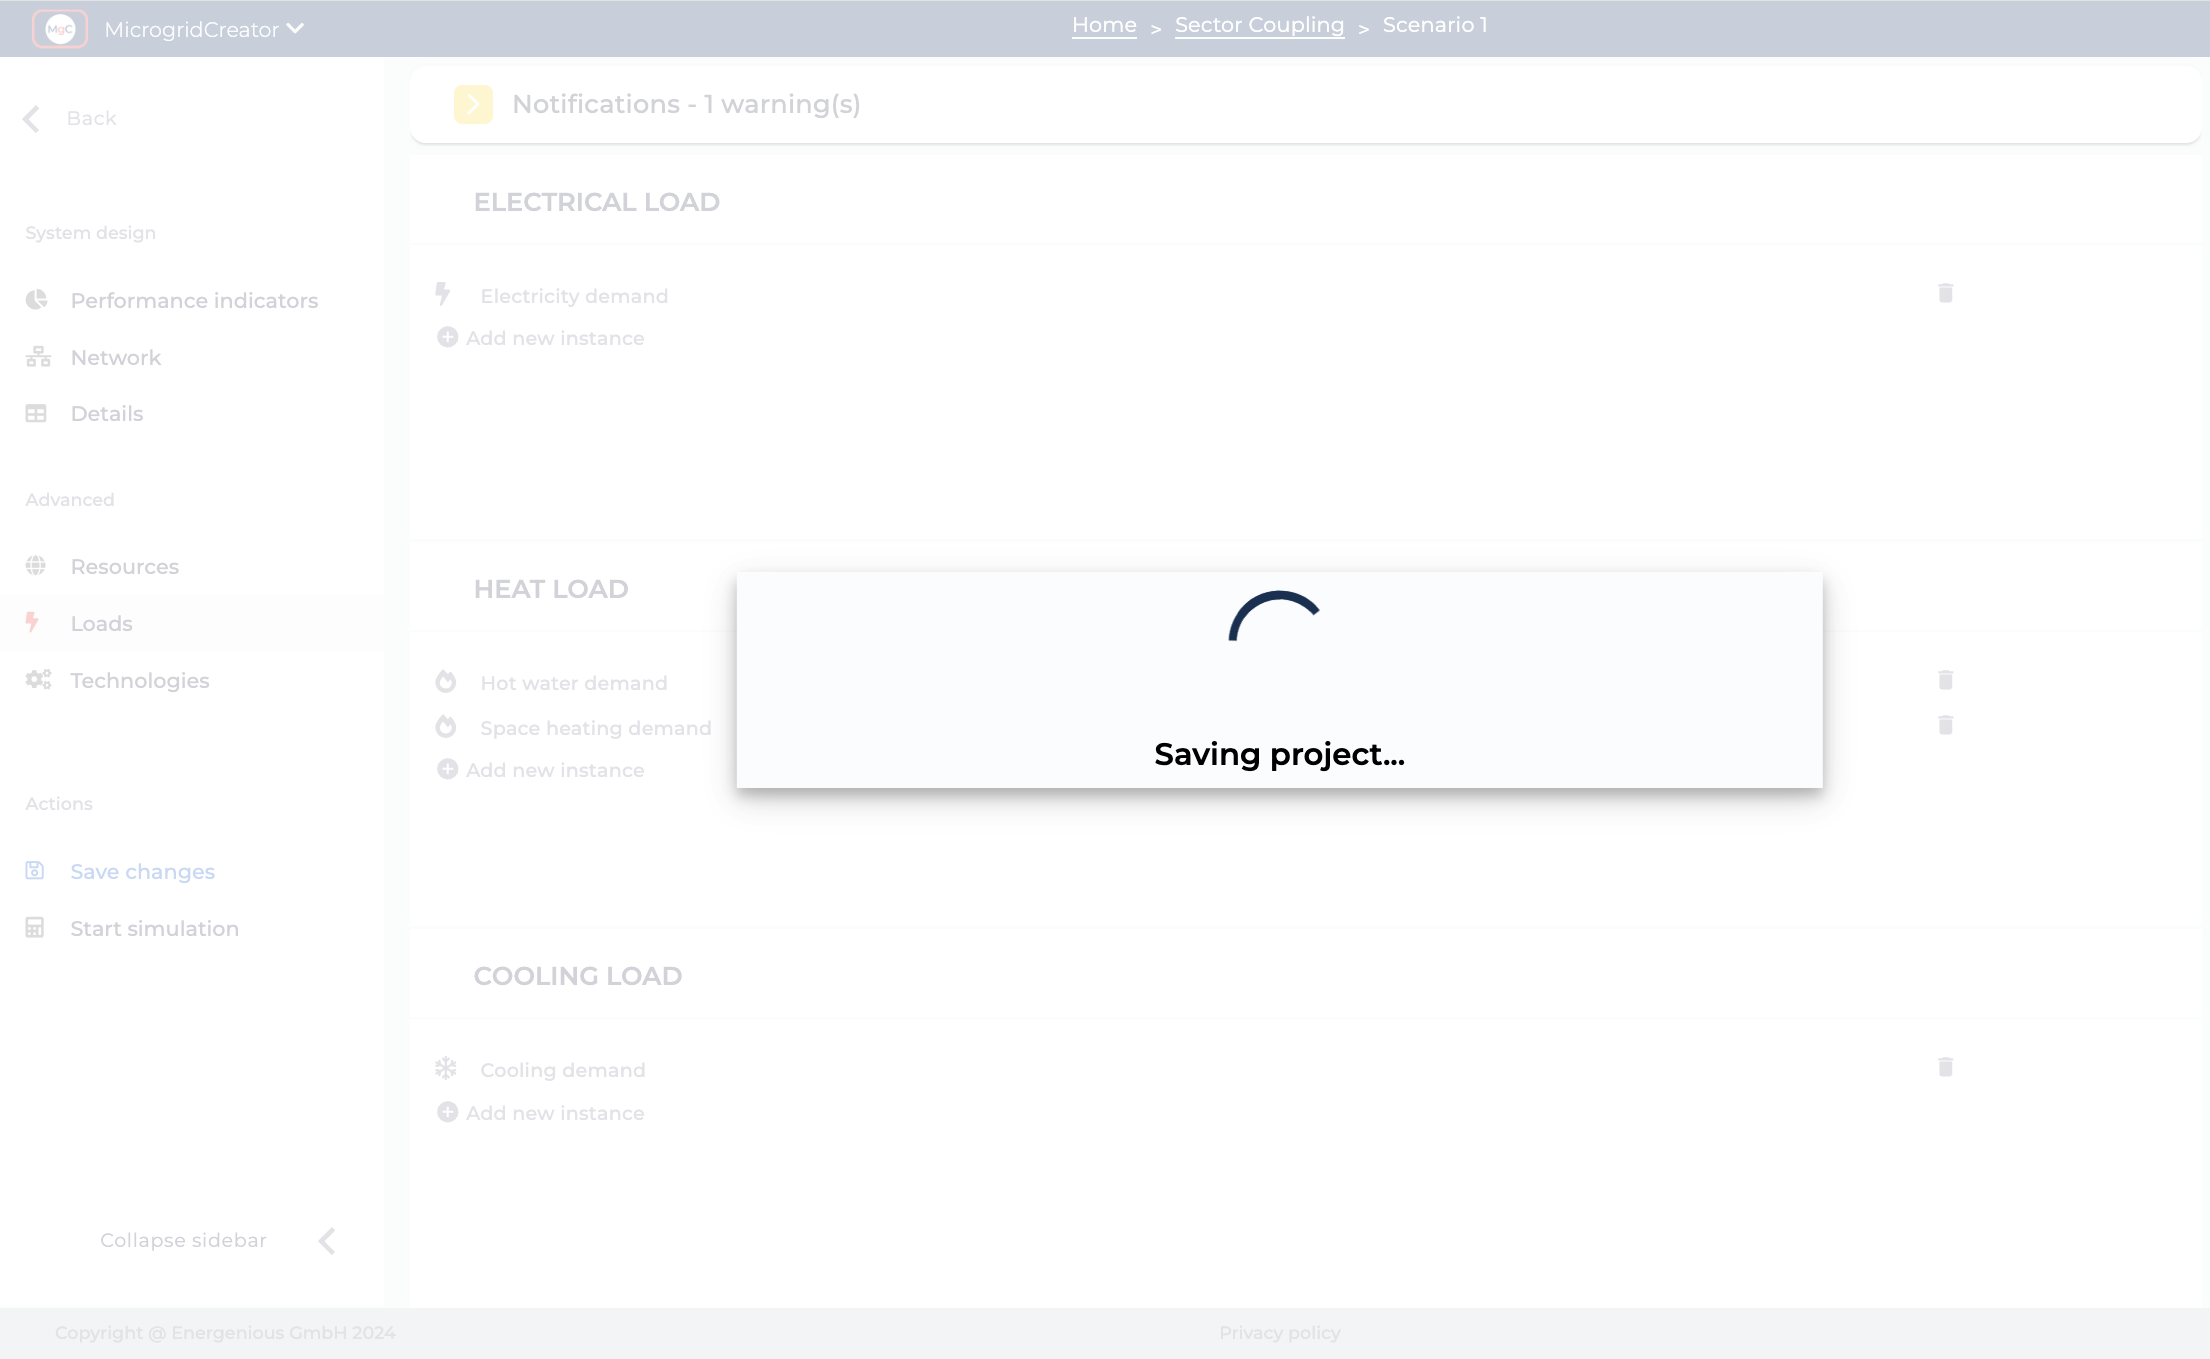 MgC MicrogridCreator
Home > Sector Coupling > Scenario 1
Back
Notifications - 1 warning(s)
System design
Performance indicators
Network
Details
Advanced
Resources
Loads
Technologies
Actions
Save changes
Start simulation
Collapse sidebar
ELECTRICAL LOAD
Electricity demand
Add new instance
HEAT LOAD
Hot water demand
Space heating demand
Add new instance
Saving project...
COOLING LOAD
Cooling demand
Add new instance
Copyright @ Energenious GmbH 2024
Privacy policy